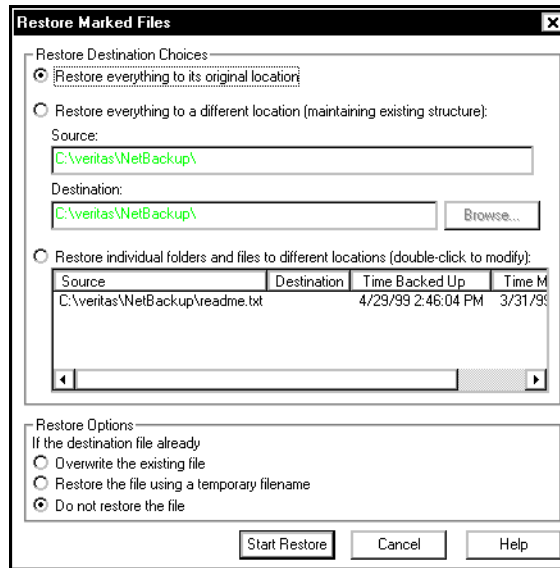 Restore Marked Files
Restore Destination Choices
Restore everything to its original location
Restore everything to a different location (maintaining existing structure):
Source:
C:\veritas\NetBackup\
Destination:
C:\veritas\NetBackup\
Browse...
Restore individual folders and files to different locations (double-click to modify):
Source Destination Time Backed Up Time M
C:\veritas\NetBackup\readme.txt 4/29/99 2:46:04 PM 3/31/99
Restore Options
If the destination file already
Overwrite the existing file
Restore the file using a temporary filename
Do not restore the file
Start Restore Cancel Help